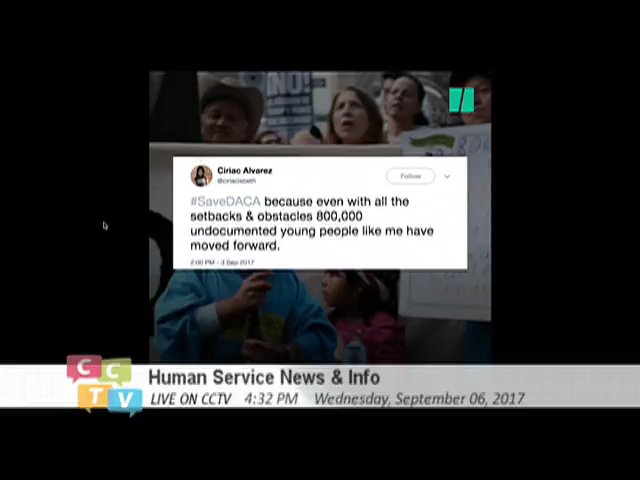 NO!
Ciriac Alvarez
Follow
#SaveDACA because even with all the
setbacks & obstacles 800,000
undocumented young people like me have
moved forward.
2:00 PM - 3 Sep 2017
CC
TV
Human Service News & Info
LIVE ON CCTV 4:32 PM Wednesday, September 06, 2017